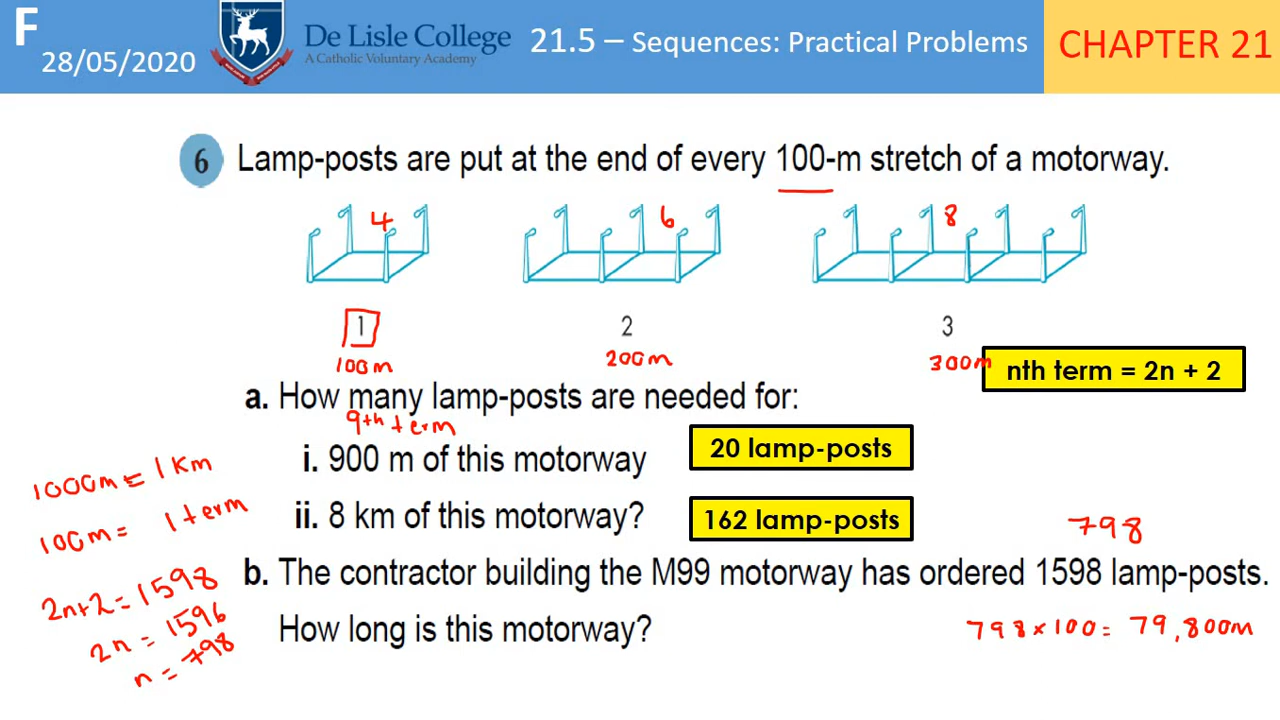 F
28/05/2020
De Lisle College
A Catholic Voluntary Academy
21.5 – Sequences: Practical Problems
CHAPTER 21
6 Lamp-posts are put at the end of every 100-m stretch of a motorway.
4 6 8
1 2 3
100m 200m 300m
nth term = 2n + 2
a. How many lamp-posts are needed for:
9th term
i. 900 m of this motorway
20 lamp-posts
1000m = 1 Km
ii. 8 km of this motorway?
162 lamp-posts
100m = 1 term
798
b. The contractor building the M99 motorway has ordered 1598 lamp-posts.
How long is this motorway?
2n+2 = 1598
2n = 1596
n = 798
798 x 100 = 79,800m